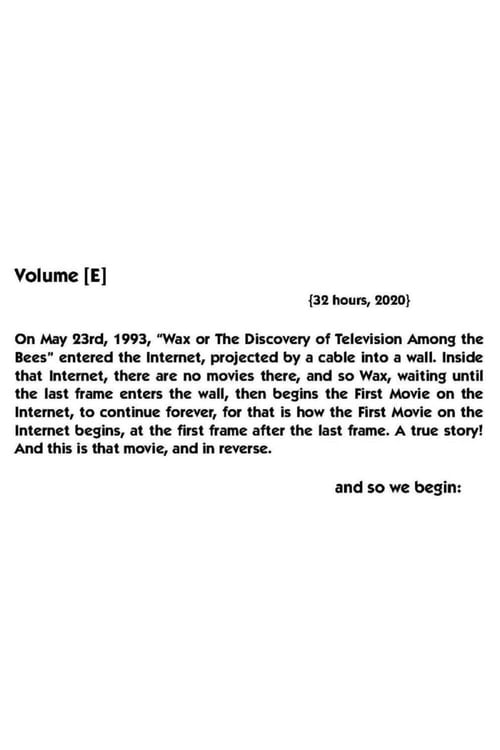 Volume [E]
{32 hours, 2020}
On May 23rd, 1993, “Wax or The Discovery of Television Among the
Bees” entered the Internet, projected by a cable into a wall. Inside
that Internet, there are no movies there, and so Wax, waiting until
the last frame enters the wall, then begins the First Movie on the
Internet, to continue forever, for that is how the First Movie on the
Internet begins, at the first frame after the last frame. A true story!
And this is that movie, and in reverse.
and so we begin: